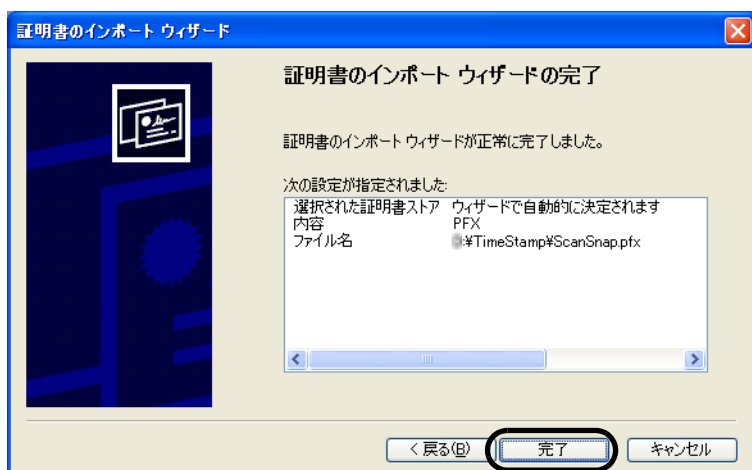 証明書のインポート ウィザード
証明書のインポート ウィザードの完了
証明書のインポート ウィザードが正常に完了しました。
次の設定が指定されました:
選択された証明書ストア ウィザードで自動的に決定されます
内容 PFX
ファイル名 :¥TimeStamp¥ScanSnap.pfx
< 戻る(B) 完了 キャンセル